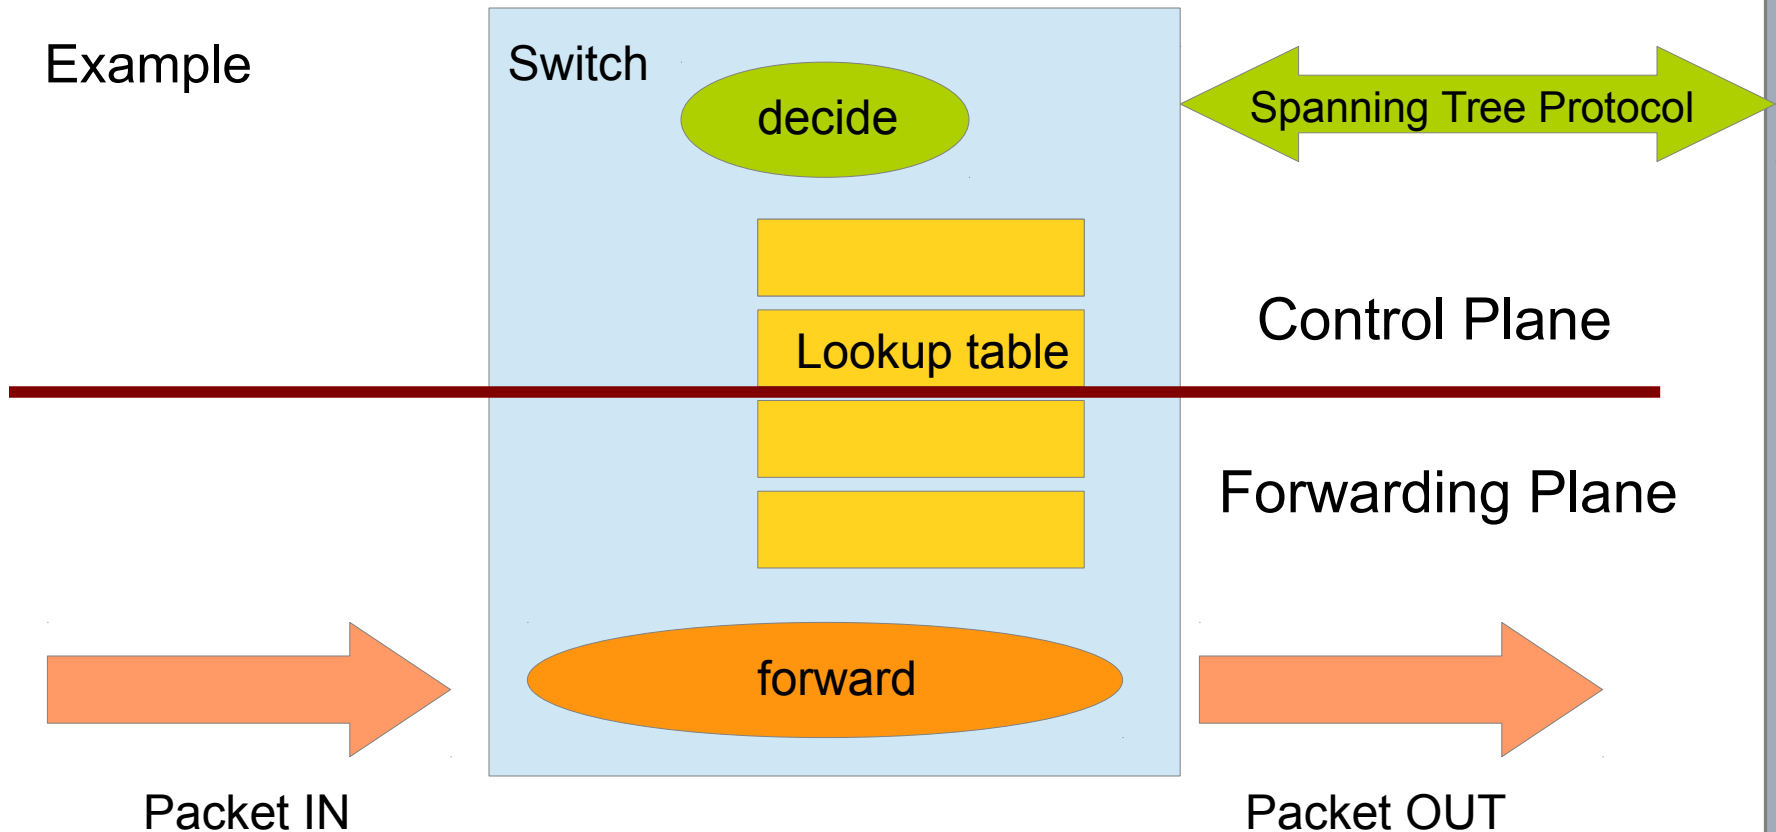 Example
Switch
decide
Spanning Tree Protocol
Control Plane
Lookup table
Forwarding Plane
forward
Packet IN
Packet OUT